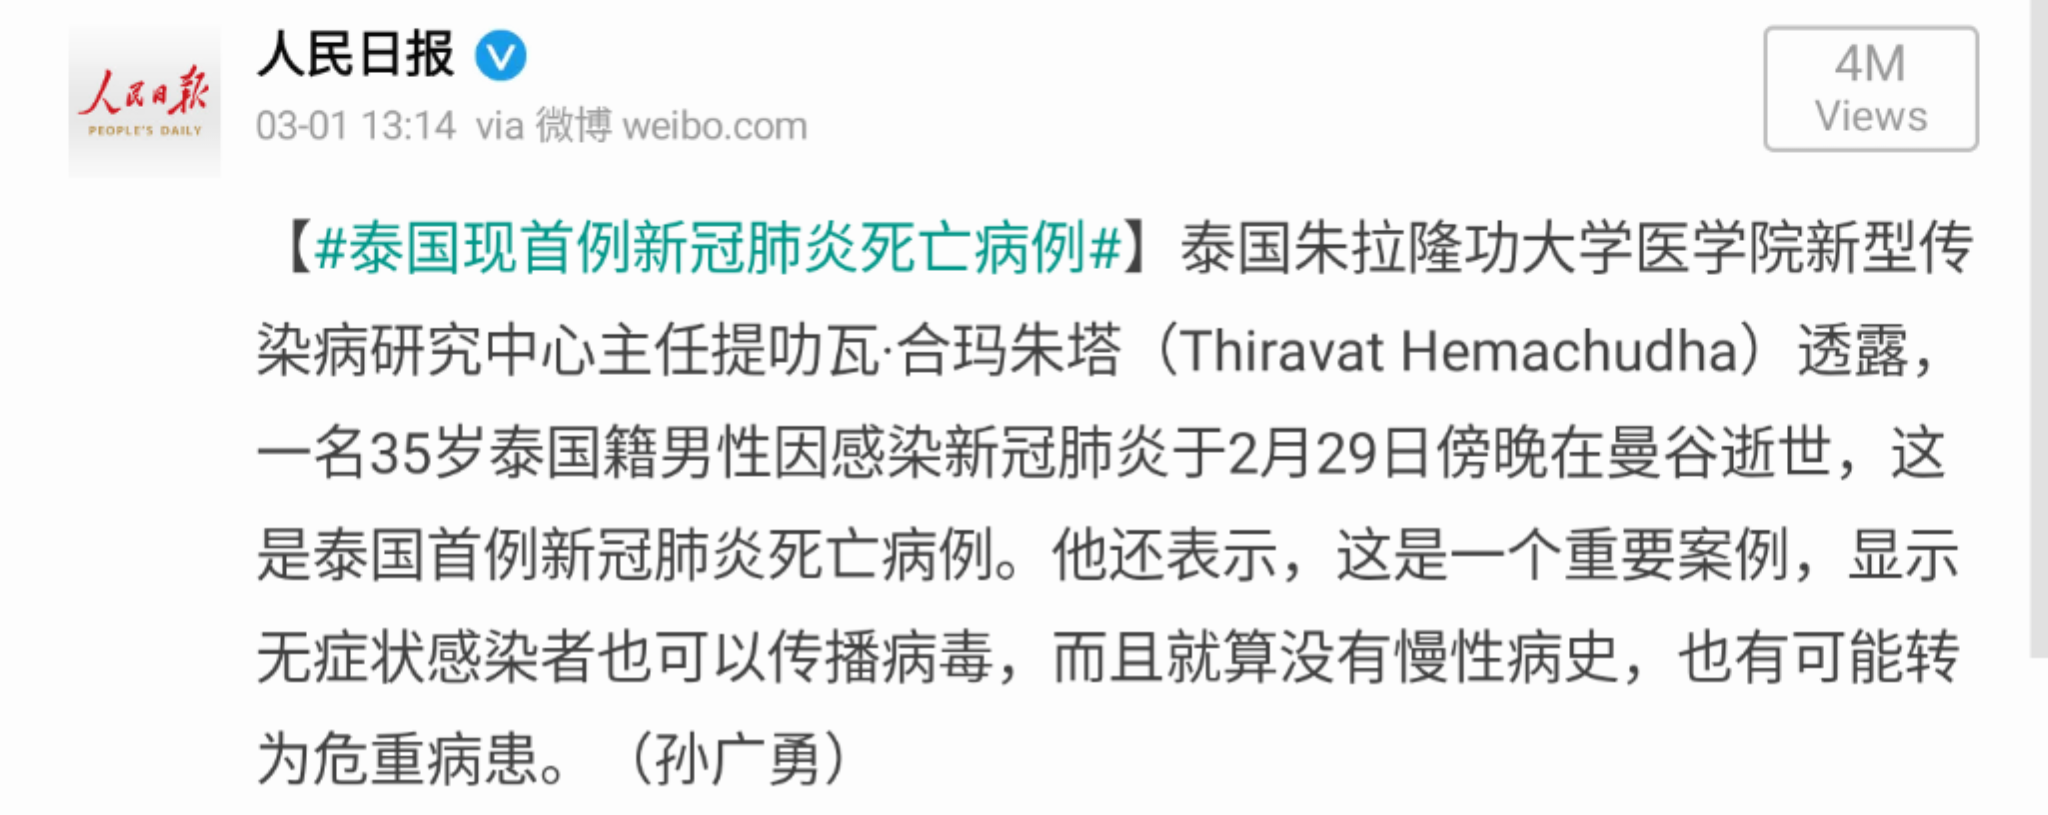 人民日报
人民日报
PEOPLE'S DAILY
03-01 13:14 via 微博 weibo.com
4M
Views
【#泰国现首例新冠肺炎死亡病例#】泰国朱拉隆功大学医学院新型传
染病研究中心主任提叻瓦·合玛朱塔（Thiravat Hemachudha）透露，
一名35岁泰国籍男性因感染新冠肺炎于2月29日傍晚在曼谷逝世，这
是泰国首例新冠肺炎死亡病例。他还表示，这是一个重要案例，显示
无症状感染者也可以传播病毒，而且就算没有慢性病史，也有可能转
为危重病患。（孙广勇）